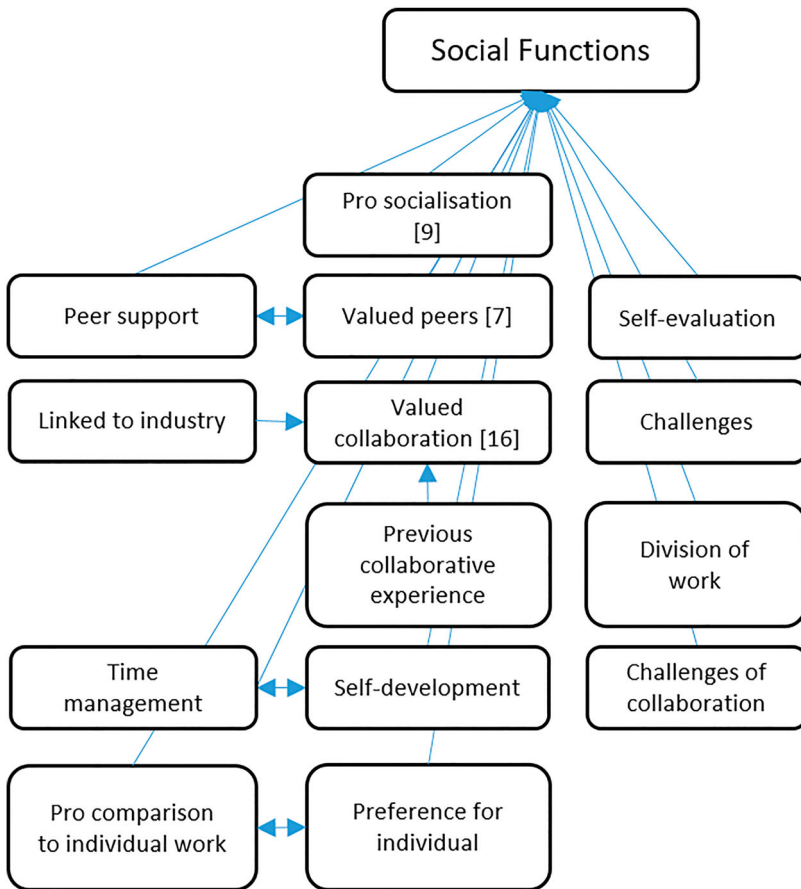 Social Functions
Pro socialisation
[9]
Peer support
Valued peers [7]
Self-evaluation
Linked to industry
Valued
collaboration [16]
Challenges
Previous
collaborative
experience
Division of
work
Time
management
Self-development
Challenges of
collaboration
Pro comparison
to individual work
Preference for
individual